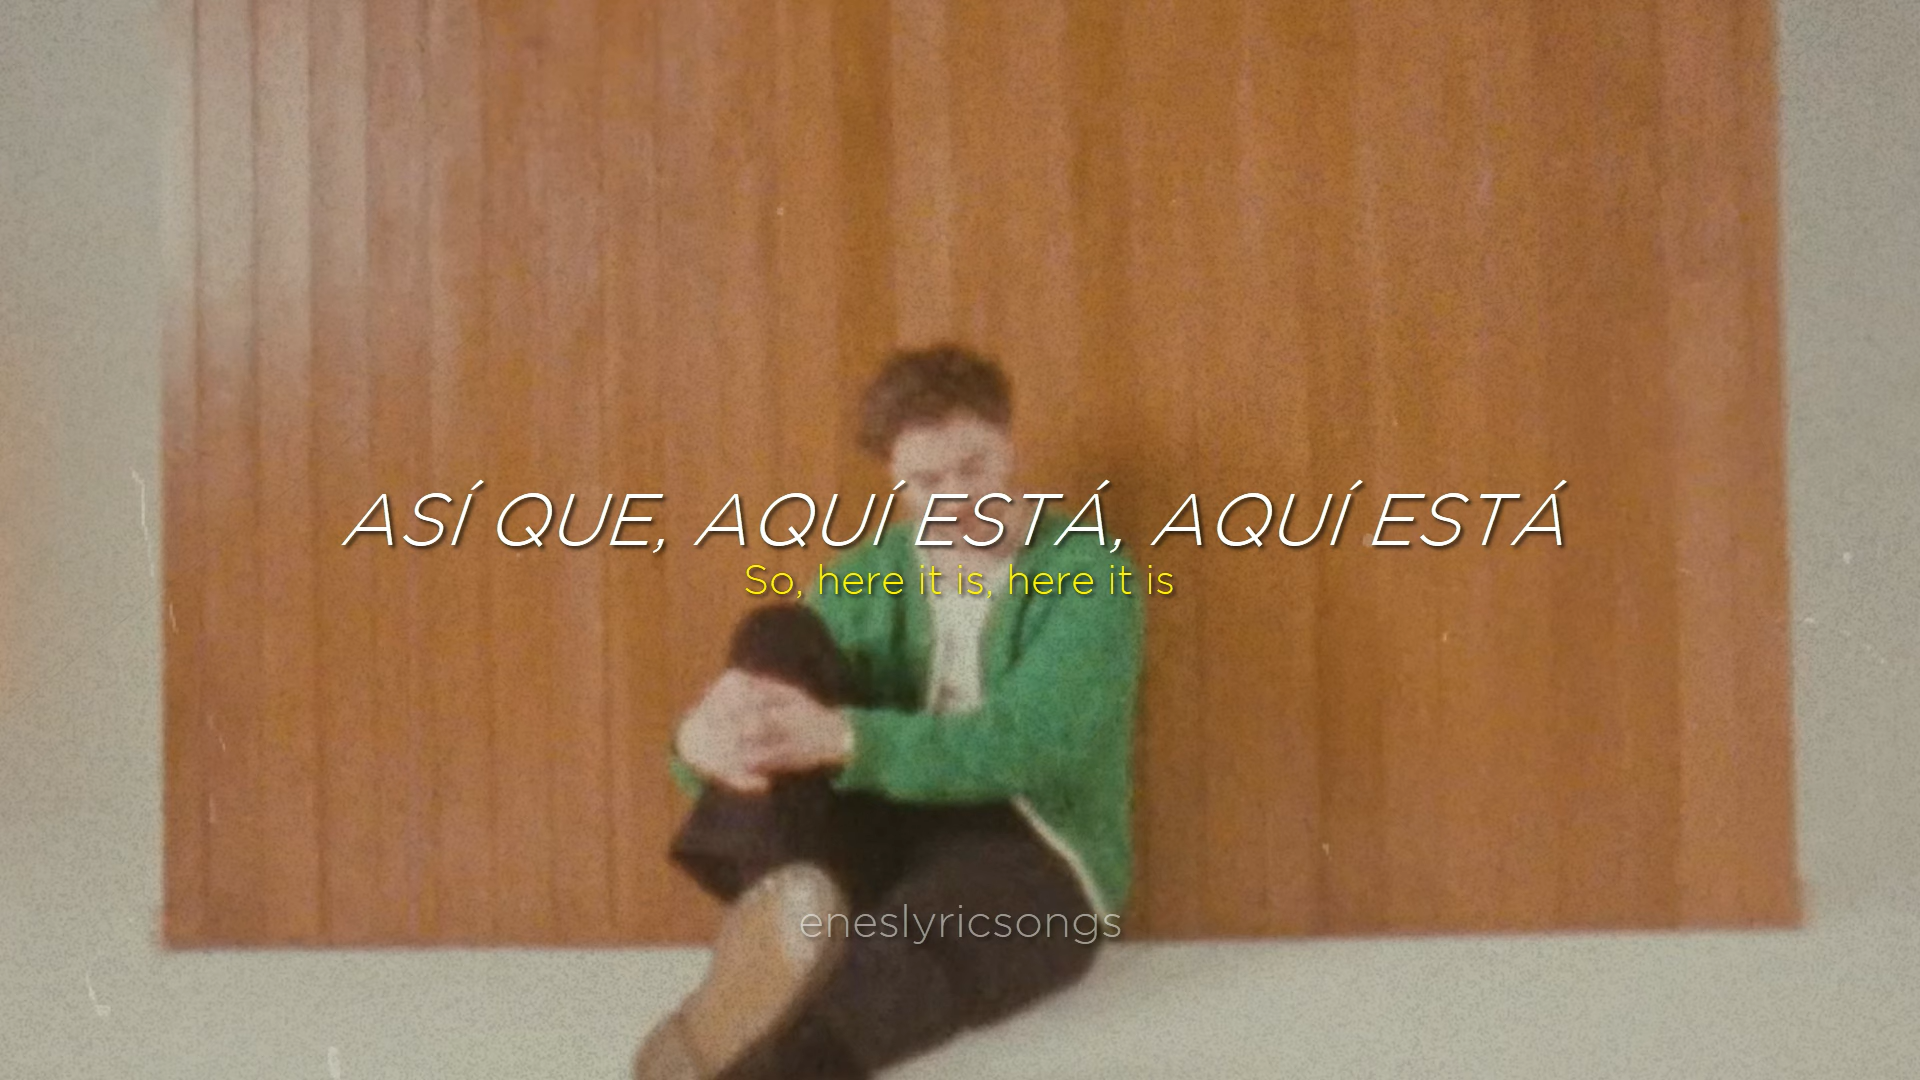 ASÍ QUE, AQUÍ ESTÁ, AQUÍ ESTÁ
So, here it is, here it is
eneslyricsongs